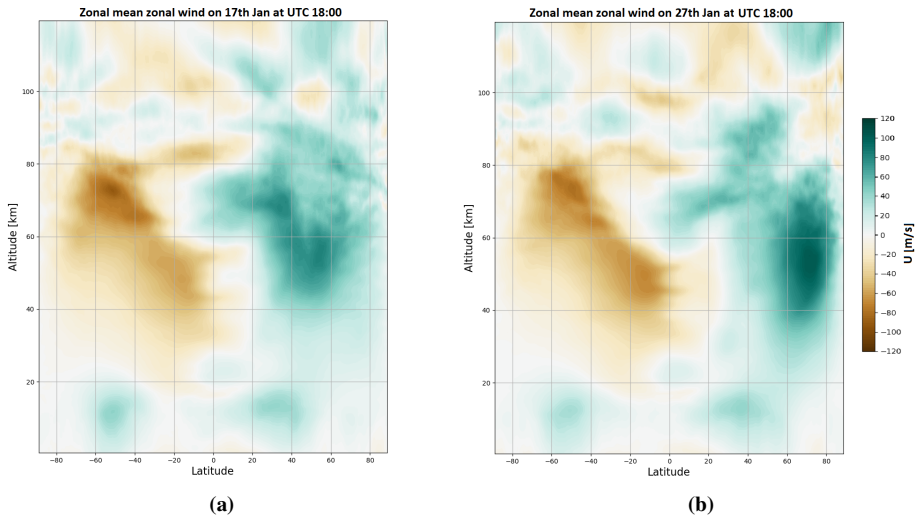 Zonal mean zonal wind on 17th Jan at UTC 18:00
Altitude [km]
100
80
60
40
20
−80 −60 −40 −20 0 20 40 60 80
Latitude
(a)
Zonal mean zonal wind on 27th Jan at UTC 18:00
Altitude [km]
100
80
60
40
20
−80 −60 −40 −20 0 20 40 60 80
Latitude
(b)
120
100
80
60
40
20
0
−20
−40
−60
−80
−100
−120
U [m/s]